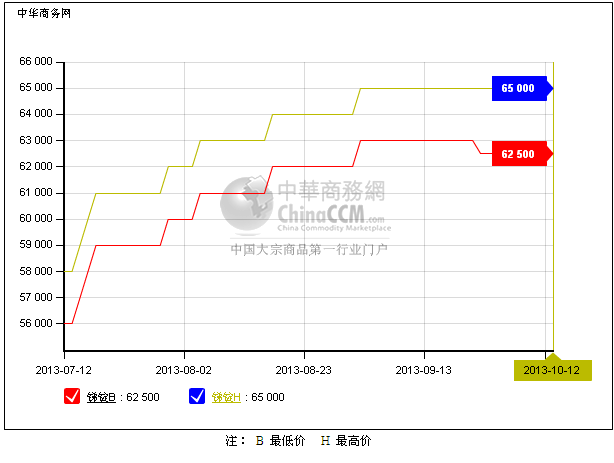 中华商务网
66 000
65 000
64 000
63 000
62 000
61 000
60 000
59 000
58 000
57 000
56 000
65 000
62 500
中華商務網
ChinaCCM.com
China Commodity Marketplace
中国大宗商品第一行业门户
2013-07-12
2013-08-02
2013-08-23
2013-09-13
2013-10-12
锑锭B : 62 500
锑锭H : 65 000
注： B 最低价 H 最高价